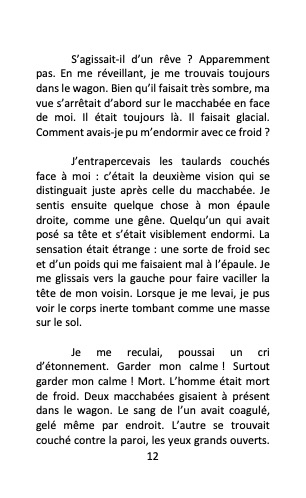 S’agissait-il d’un rêve ? Apparemment
pas. En me réveillant, je me trouvais toujours
dans le wagon. Bien qu’il faisait très sombre, ma
vue s’arrêtait d’abord sur le macchabée en face
de moi. Il était toujours là. Il faisait glacial.
Comment avais-je pu m’endormir avec ce froid ?
J’entrapercevais les taulards couchés
face à moi : c’était la deuxième vision qui se
distinguait juste après celle du macchabée. Je
sentis ensuite quelque chose à mon épaule
droite, comme une gêne. Quelqu’un qui avait
posé sa tête et s’était visiblement endormi. La
sensation était étrange : une sorte de froid sec
et d’un poids qui me faisaient mal à l’épaule. Je
me glissais vers la gauche pour faire vaciller la
tête de mon voisin. Lorsque je me levai, je pus
voir le corps inerte tombant comme une masse
sur le sol.
Je me reculai, poussai un cri
d’étonnement. Garder mon calme ! Surtout
garder mon calme ! Mort. L’homme était mort
de froid. Deux macchabées gisaient à présent
dans le wagon. Le sang de l’un avait coagulé,
gelé même par endroit. L’autre se trouvait
couché contre la paroi, les yeux grands ouverts.
12